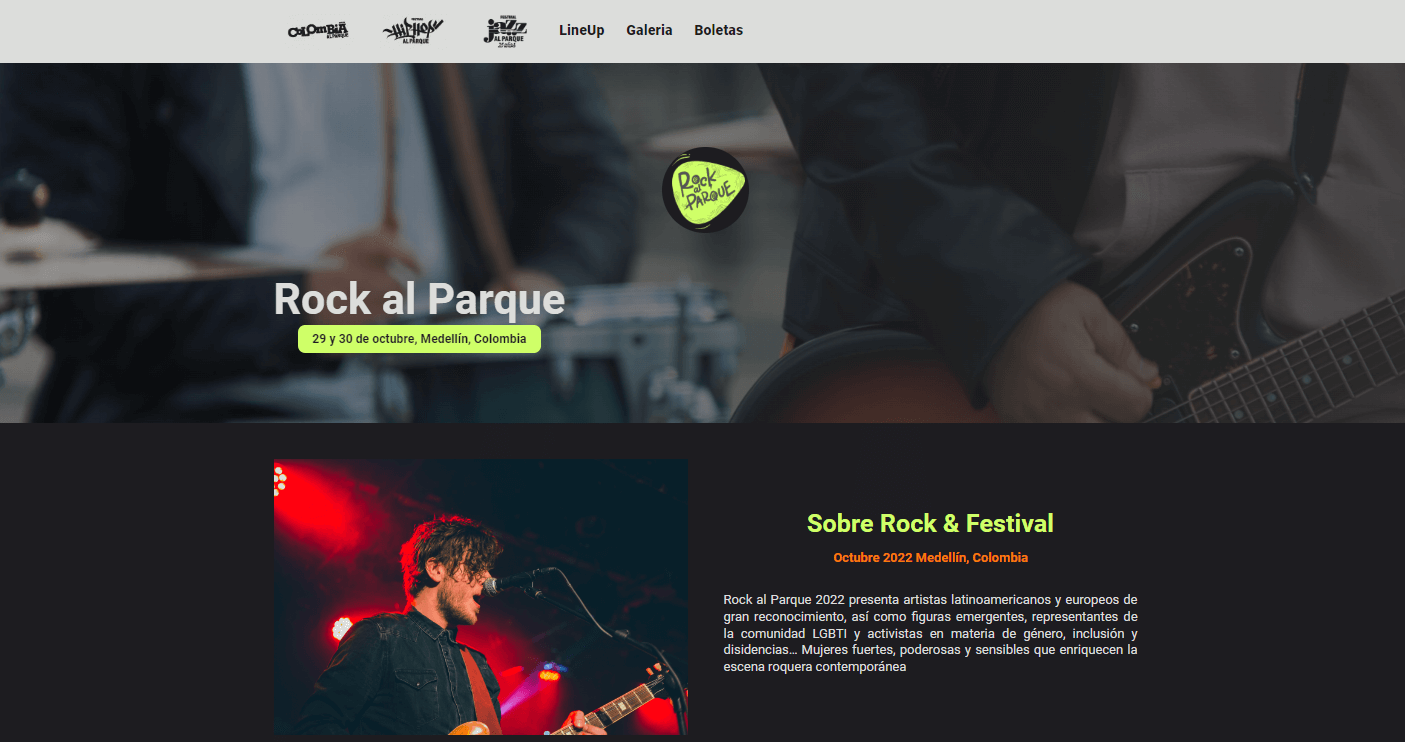 COLOMBIA AL PARQUE
FESTIVAL
HIP HOP
AL PARQUE
FESTIVAL
jazz
AL PARQUE
LineUp Galeria Boletas
Rock
al
PARQUE
Rock al Parque
29 y 30 de octubre, Medellín, Colombia
Sobre Rock & Festival
Octubre 2022 Medellín, Colombia
Rock al Parque 2022 presenta artistas latinoamericanos y europeos de
gran reconocimiento, así como figuras emergentes, representantes de
la comunidad LGBTI y activistas en materia de género, inclusión y
disidencias... Mujeres fuertes, poderosas y sensibles que enriquecen la
escena roquera contemporánea